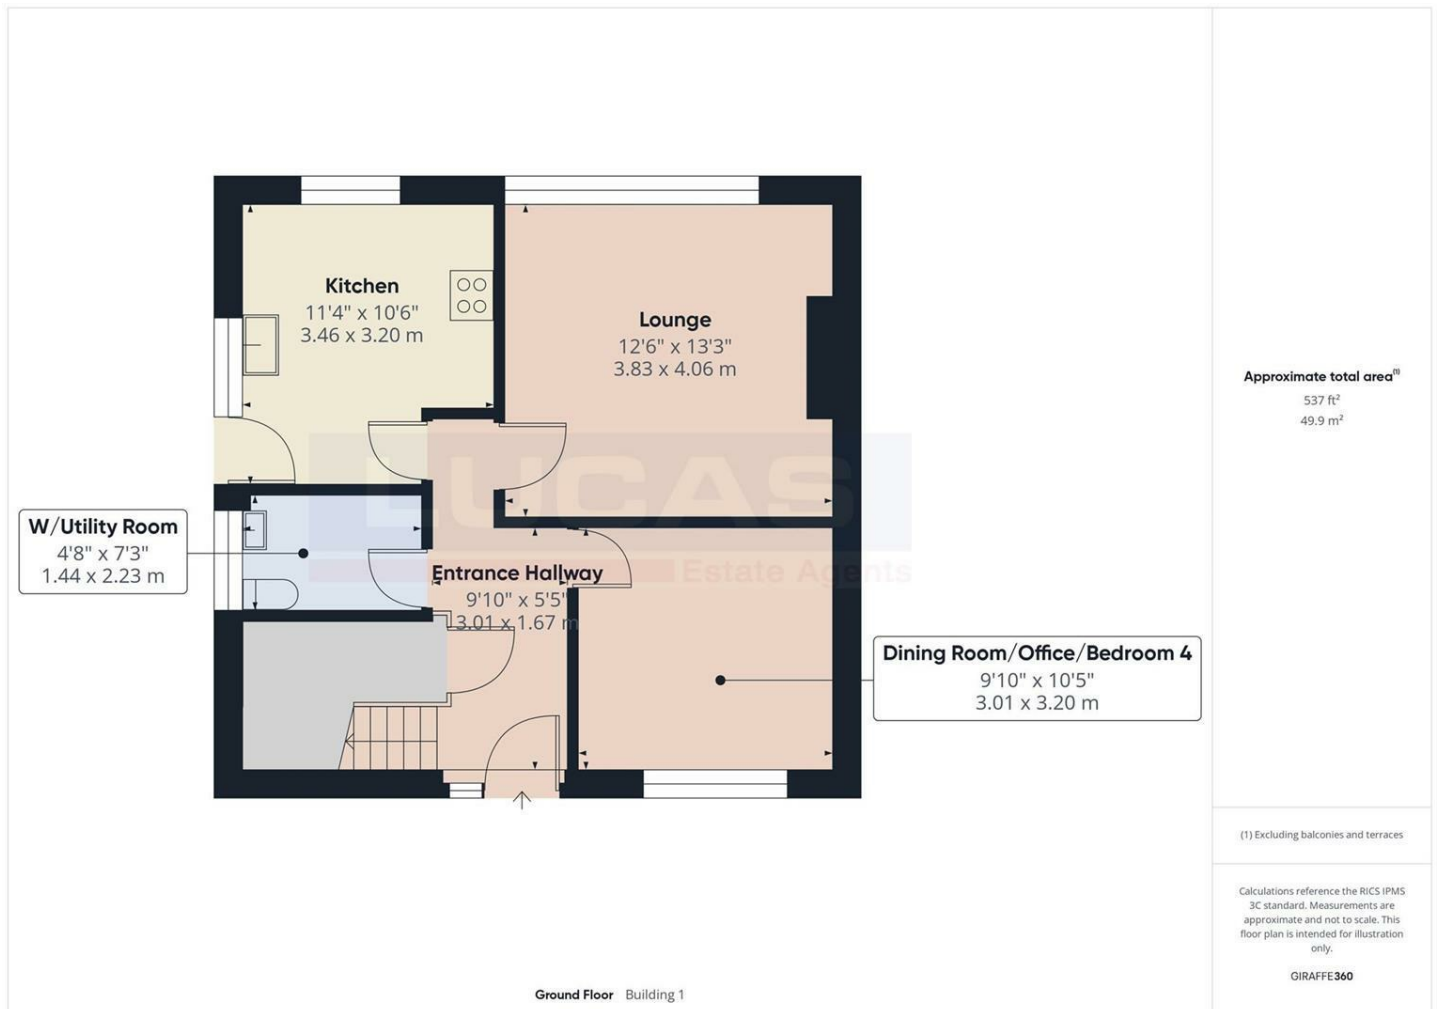 Kitchen
11'4" x 10'6"
3.46 x 3.20 m
Lounge
12'6" x 13'3"
3.83 x 4.06 m
LUCAS
Estate Agents
W/Utility Room
4'8" x 7'3"
1.44 x 2.23 m
Entrance Hallway
9'10" x 5'5"
3.01 x 1.67 m
Dining Room/Office/Bedroom 4
9'10" x 10'5"
3.01 x 3.20 m
Ground Floor Building 1
Approximate total area(1)
537 ft²
49.9 m²
(1) Excluding balconies and terraces
Calculations reference the RICS IPMS
3C standard. Measurements are
approximate and not to scale. This
floor plan is intended for illustration
only.
GIRAFFE360